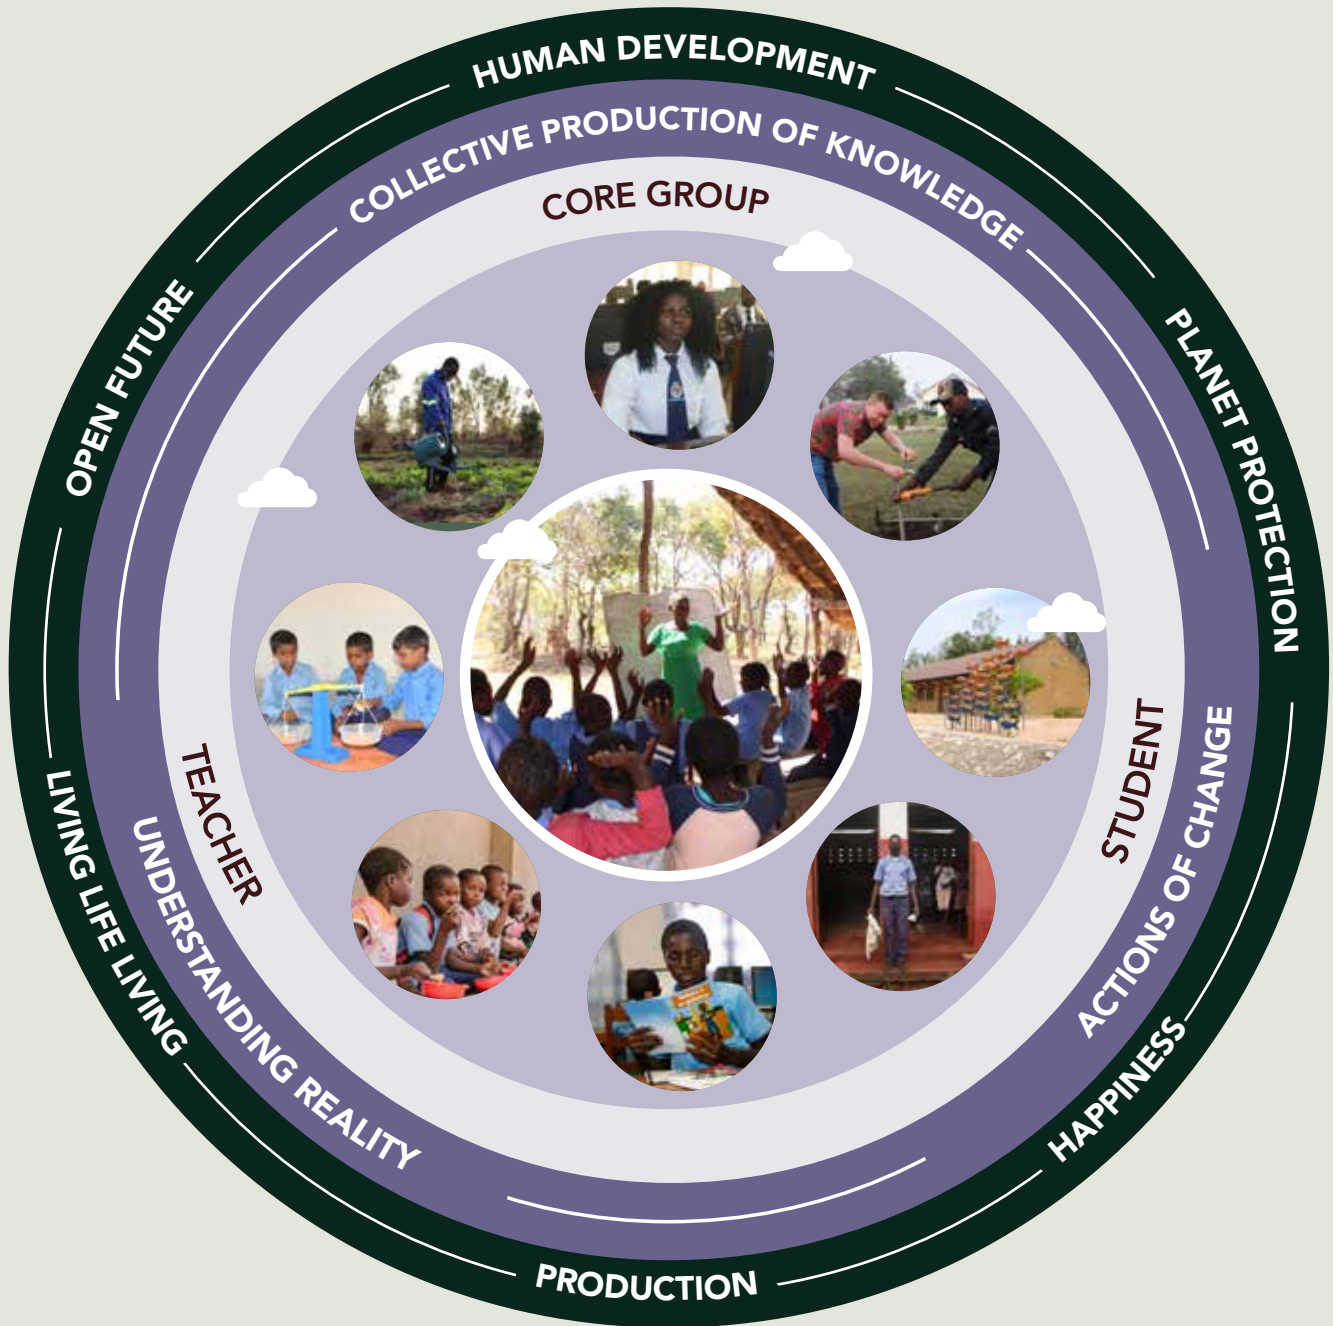 HUMAN DEVELOPMENT
PLANET PROTECTION
HAPPINESS
PRODUCTION
LIVING LIFE LIVING
OPEN FUTURE
COLLECTIVE PRODUCTION OF KNOWLEDGE
ACTIONS OF CHANGE
UNDERSTANDING REALITY
CORE GROUP
STUDENT
TEACHER